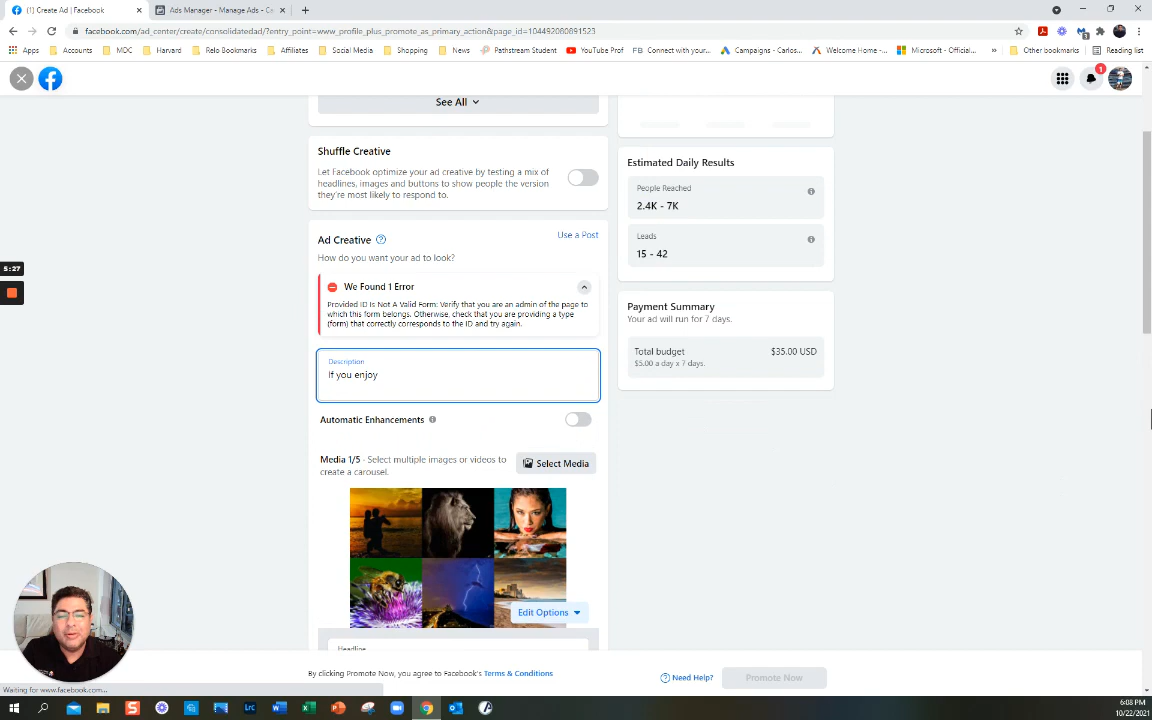 (1) Create Ad | Facebook
Ads Manager - Manage Ads - Co
facebook.com/ad_center/create/consolidatedad/?entry_point=www_profile_plus_promote_as_primary_action&page_id=104492080891523
Apps Accounts MDC Harvard Relo Bookmarks Affiliates Social Media Shopping News Pathstream Student YouTube Prof Connect with your... Campaigns - Carlos... Welcome Home -... Microsoft - Official... » Other bookmarks Reading list
1
See All
Shuffle Creative
Let Facebook optimize your ad creative by testing a mix of
headlines, images and buttons to show people the version
they're most likely to respond to.
Ad Creative
Use a Post
How do you want your ad to look?
We Found 1 Error
Provided ID Is Not A Valid Form: Verify that you are an admin of the page to
which this form belongs. Otherwise, check that you are providing a type
(form) that correctly corresponds to the ID and try again.
Description
If you enjoy
Automatic Enhancements
Media 1/5 - Select multiple images or videos to
create a carousel.
Select Media
Edit Options
Headline
Estimated Daily Results
People Reached
2.4K - 7K
Leads
15 - 42
Payment Summary
Your ad will run for 7 days.
Total budget $35.00 USD
$5.00 a day x 7 days.
5:27
By clicking Promote Now, you agree to Facebook's Terms & Conditions
Need Help?
Promote Now
Waiting for www.facebook.com...
6:08 PM
10/22/2021